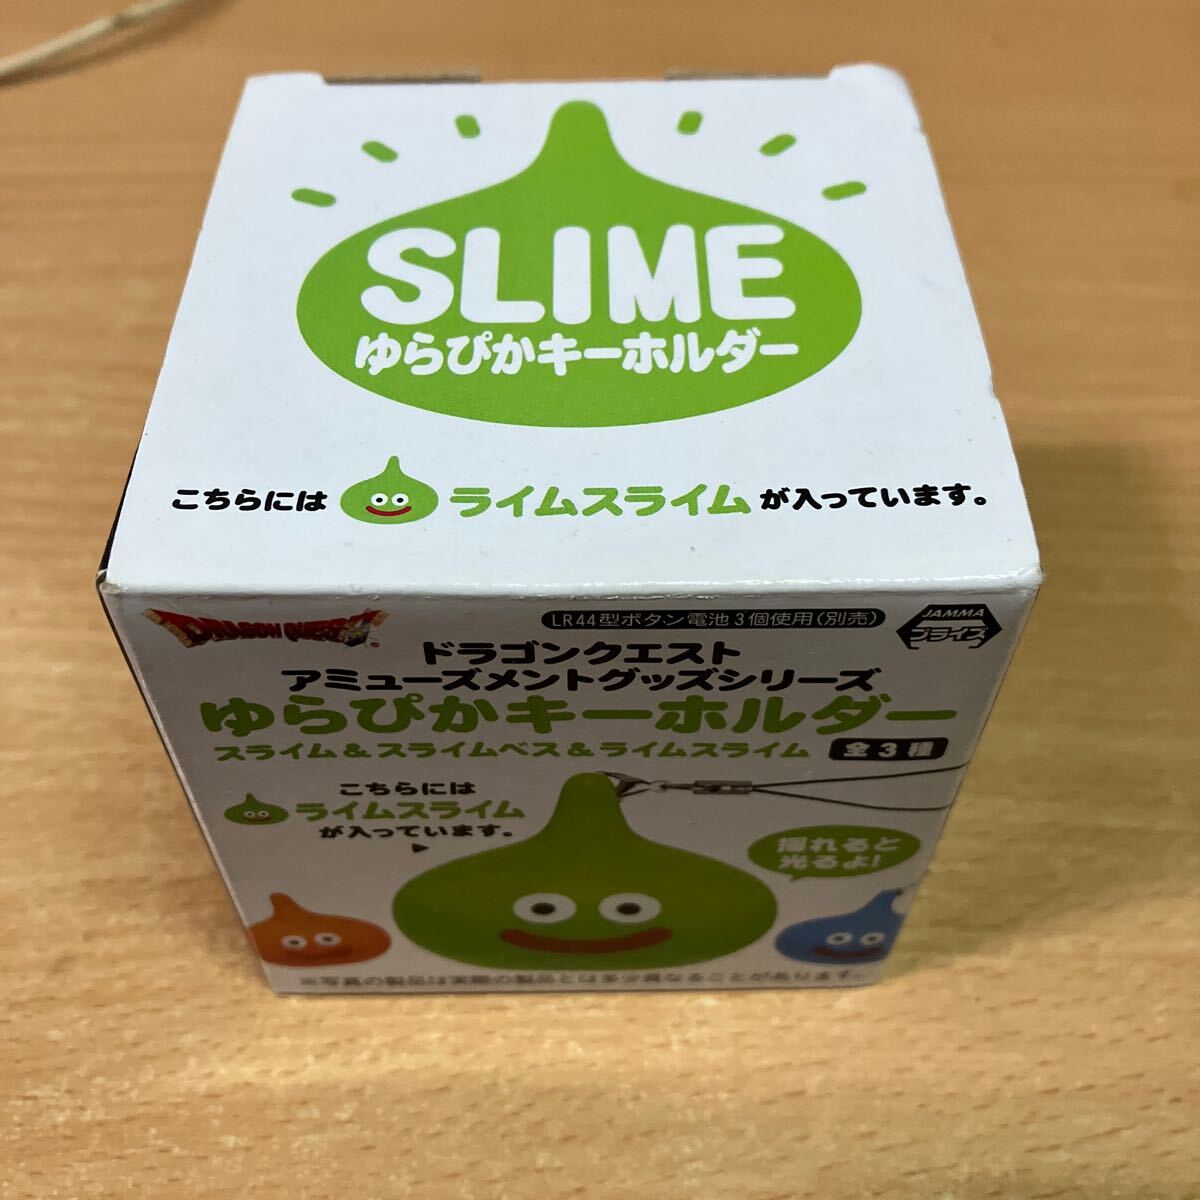 SLIME
ゆらぴかキーホルダー
こちらには ライムスライム が入っています。
DRAGON QUEST
LR44型ボタン電池3個使用(別売)
JAMMA
プライズ
ドラゴンクエスト
アミューズメントグッズシリーズ
ゆらぴかキーホルダー
スライム&スライムベス&ライムスライム 全3種
こちらには
ライムスライム
が入っています。
揺れると
光るよ!
※写真の製品は実際の製品とは多少異なることがあります。